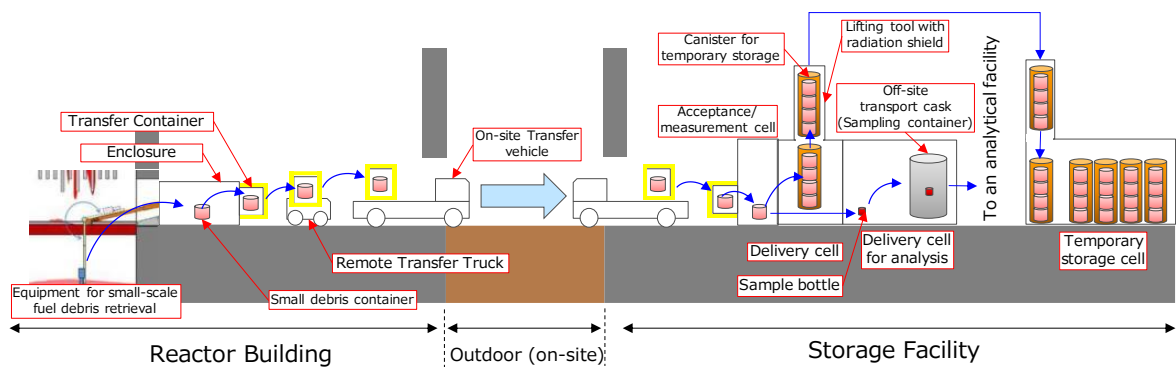 Canister for
temporary storage
Lifting tool with
radiation shield
To an analytical facility
Off-site
transport cask
(Sampling container)
Acceptance/
measurement cell
Transfer Container
On-site Transfer
vehicle
Enclosure
Remote Transfer Truck
Delivery cell
Delivery cell
for analysis
Temporary
storage cell
Equipment for small-scale
fuel debris retrieval
Small debris container
Sample bottle
Reactor Building
Outdoor (on-site)
Storage Facility